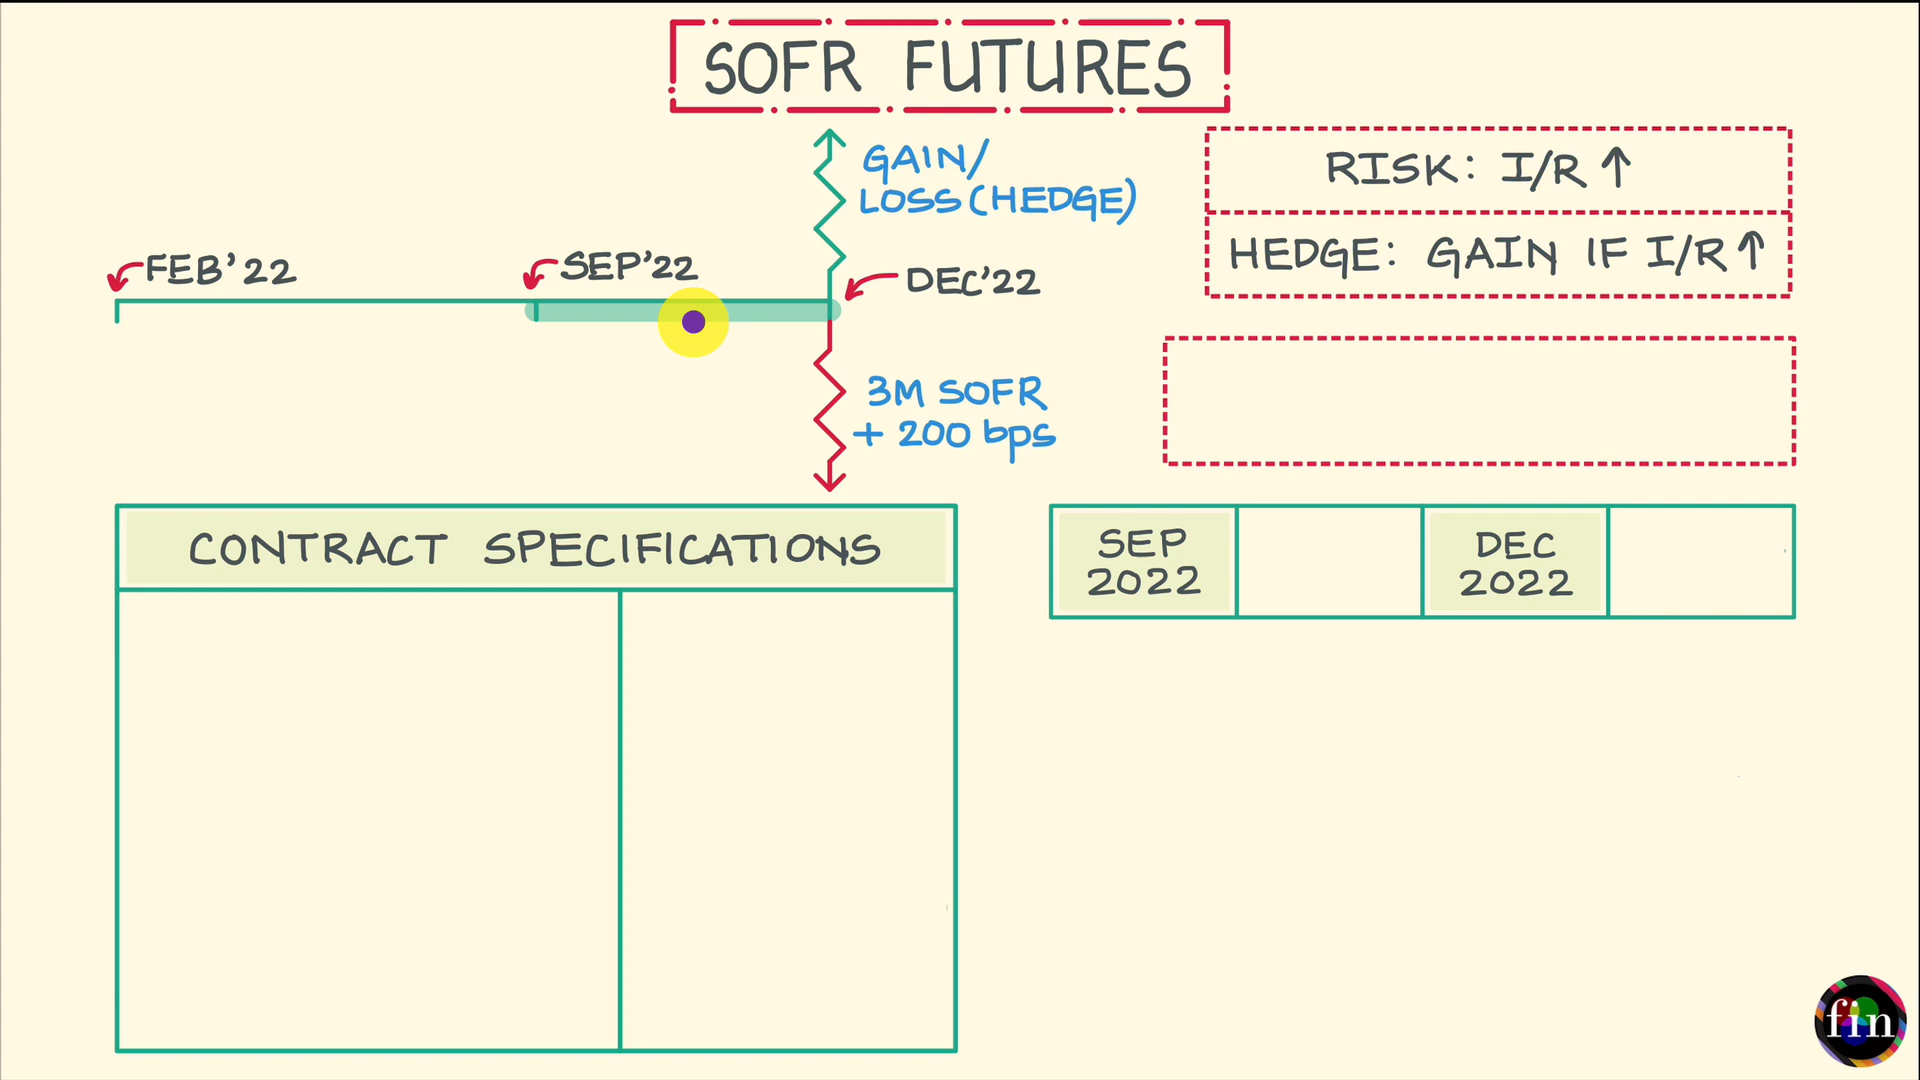 SOFR FUTURES
GAIN/
LOSS (HEDGE)
RISK: I/R ↑
HEDGE: GAIN IF I/R ↑
FEB'22
SEP'22
DEC'22
3M SOFR
+ 200 bps
CONTRACT SPECIFICATIONS
SEP
2022
DEC
2022
fin